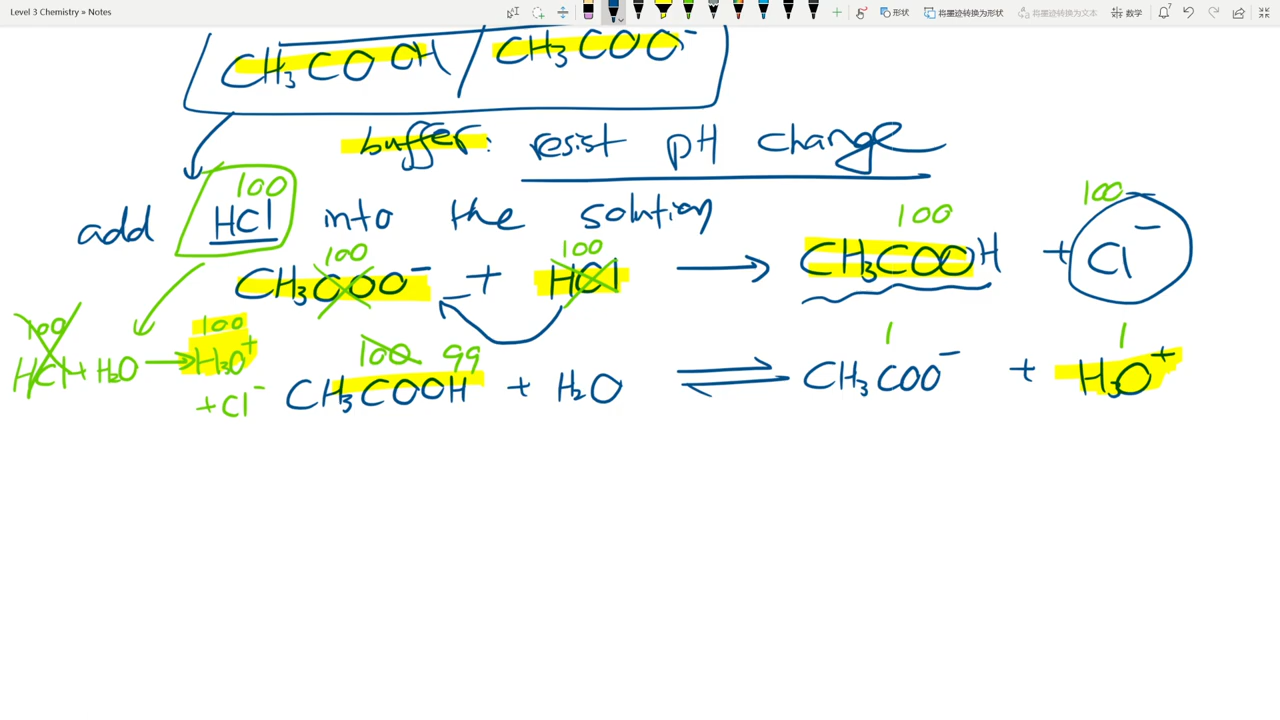 Level 3 Chemistry » Notes
形状 将墨迹转换为形状 将墨迹转换为文本 数学
CH₃COOH / CH₃COO⁻
buffer: resist pH change
100
add HCl into the solution
100 100 100 100
CH₃COO⁻ + HCl → CH₃COOH + Cl⁻
100 100 100 99 1 1
HCl + H₂O → H₃O⁺
+ Cl⁻
CH₃COOH + H₂O ⇌ CH₃COO⁻ + H₃O⁺